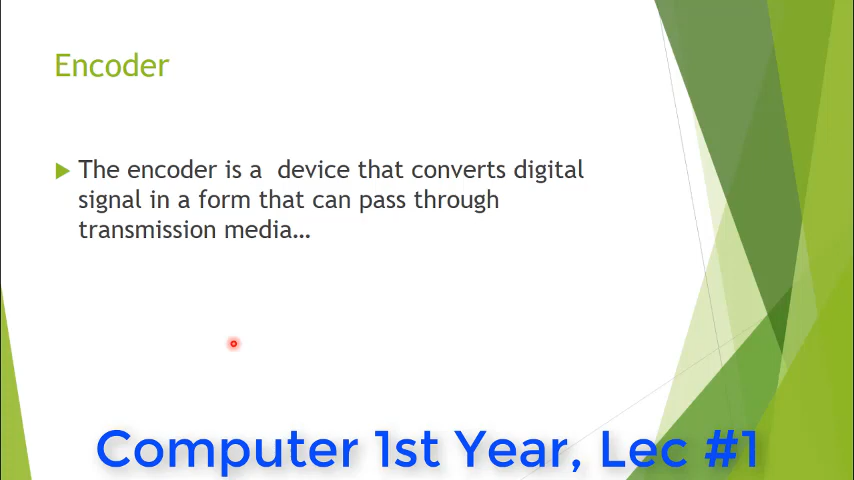 Encoder
The encoder is a device that converts digital
signal in a form that can pass through
transmission media…
Computer 1st Year, Lec #1